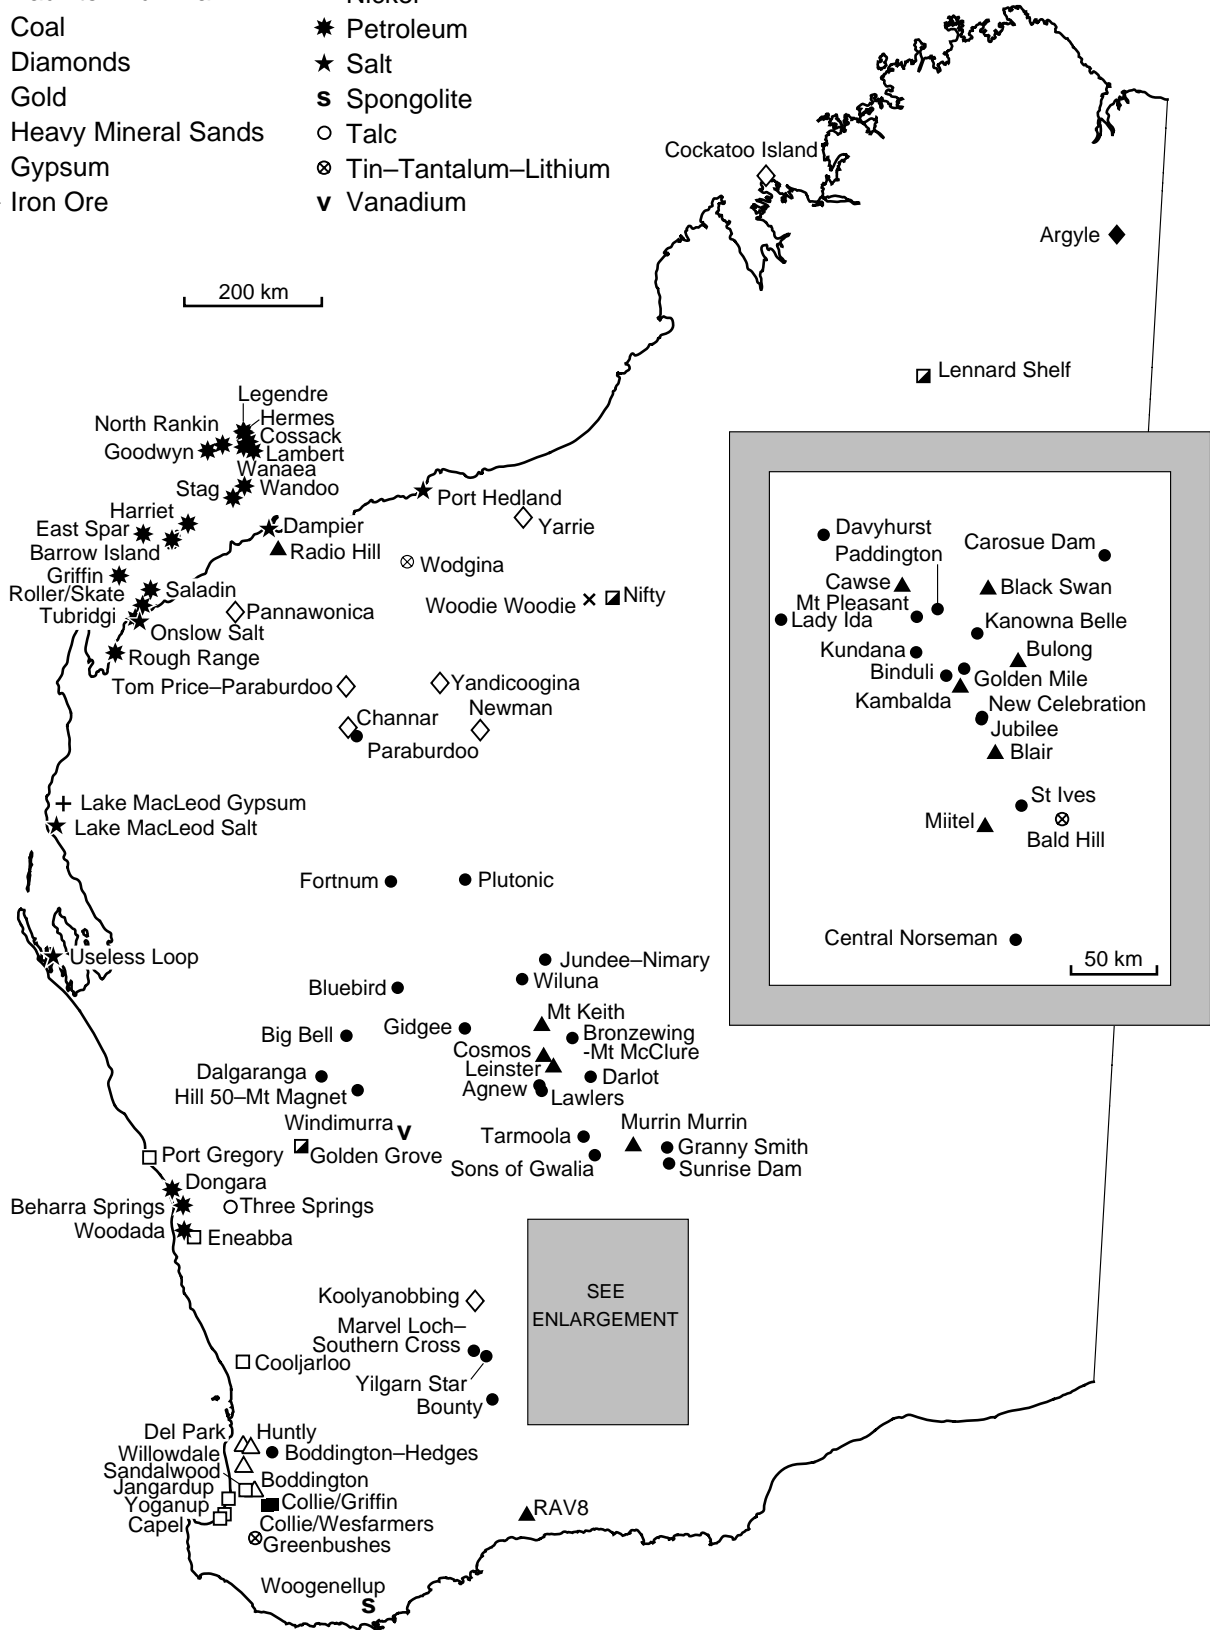 Coal
Diamonds
Gold
Heavy Mineral Sands
Gypsum
Iron Ore
Petroleum
Salt
s Spongolite
Talc
Tin–Tantalum–Lithium
v Vanadium
Cockatoo Island
Argyle
200 km
Lennard Shelf
Legendre
North Rankin
Hermes
Cossack
Goodwyn
Lambert
Wanaea
Stag
Wandoo
Port Hedland
Harriet
East Spar
Dampier
Yarrie
Barrow Island
Radio Hill
Griffin
Wodgina
Roller/Skate
Saladin
Woodie Woodie
Nifty
Tubridgi
Pannawonica
Onslow Salt
Rough Range
Tom Price–Paraburdoo
Yandicoogina
Channar
Newman
Paraburdoo
Davyhurst
Paddington
Carosue Dam
Cawse
Black Swan
Mt Pleasant
Lady Ida
Kanowna Belle
Kundana
Bulong
Binduli
Golden Mile
Kambalda
New Celebration
Jubilee
Blair
St Ives
Miitel
Bald Hill
Central Norseman
50 km
Lake MacLeod Gypsum
Lake MacLeod Salt
Fortnum
Plutonic
Useless Loop
Jundee–Nimary
Wiluna
Bluebird
Mt Keith
Big Bell
Gidgee
Bronzewing
-Mt McClure
Cosmos
Leinster
Dalgaranga
Darlot
Hill 50–Mt Magnet
Agnew
Lawlers
Windimurra
v
Murrin Murrin
Tarmoola
Port Gregory
Golden Grove
Granny Smith
Sons of Gwalia
Sunrise Dam
Dongara
Beharra Springs
Three Springs
Woodada
Eneabba
SEE
ENLARGEMENT
Koolyanobbing
Marvel Loch–
Southern Cross
Cooljarloo
Yilgarn Star
Bounty
Del Park
Huntly
Willowdale
Boddington–Hedges
Sandalwood
Boddington
Jangardup
Collie/Griffin
Yoganup
Capel
Collie/Wesfarmers
Greenbushes
RAV8
Woogenellup
s